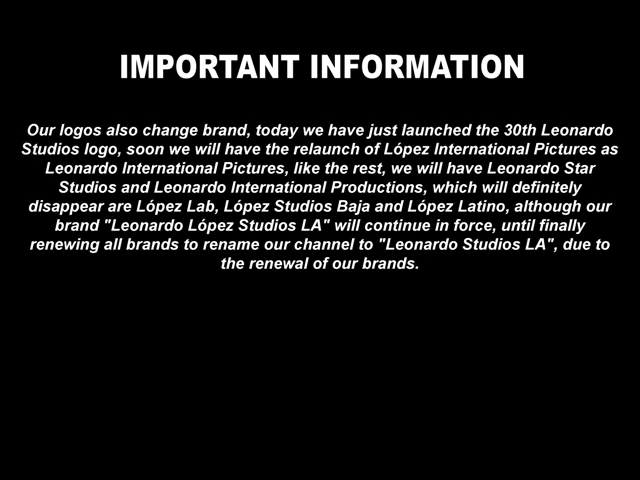 IMPORTANT INFORMATION
Our logos also change brand, today we have just launched the 30th Leonardo
Studios logo, soon we will have the relaunch of López International Pictures as
Leonardo International Pictures, like the rest, we will have Leonardo Star
Studios and Leonardo International Productions, which will definitely
disappear are López Lab, López Studios Baja and López Latino, although our
brand "Leonardo López Studios LA" will continue in force, until finally
renewing all brands to rename our channel to "Leonardo Studios LA", due to
the renewal of our brands.